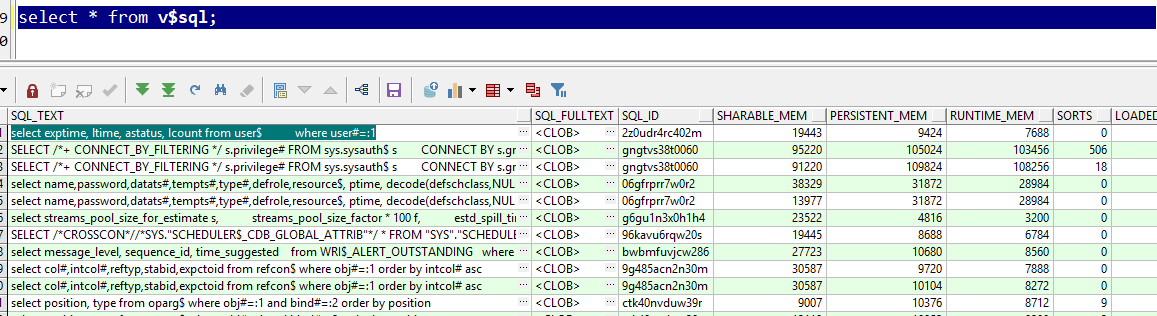 9 select * from v$sql;
0
SQL_TEXT SQL_FULLTEXT SQL_ID SHARABLE_MEM PERSISTENT_MEM RUNTIME_MEM SORTS LOADED
1 select exptime, ltime, astatus, lcount from user$ where user#=:1 ··· <CLOB> ··· 2z0udr4rc402m 19443 9424 7688 0
2 SELECT /*+ CONNECT_BY_FILTERING */ s.privilege# FROM sys.sysauth$ s CONNECT BY s.gr ··· <CLOB> ··· gngtvs38t0060 95220 105024 103456 506
3 SELECT /*+ CONNECT_BY_FILTERING */ s.privilege# FROM sys.sysauth$ s CONNECT BY s.gr ··· <CLOB> ··· gngtvs38t0060 91220 109824 108256 18
4 select name,password,datats#,tempts#,type#,defrole,resource$, ptime, decode(defschclass,NUL ··· <CLOB> ··· 06gfrprr7w0r2 38329 31872 28984 0
5 select name,password,datats#,tempts#,type#,defrole,resource$, ptime, decode(defschclass,NUL ··· <CLOB> ··· 06gfrprr7w0r2 13977 31872 28984 0
6 select streams_pool_size_for_estimate s, streams_pool_size_factor * 100 f, estd_spill_ti ··· <CLOB> ··· g6gu1n3x0h1h4 23522 4816 3200 0
7 SELECT /*CROSSCON*//*SYS."SCHEDULER$_CDB_GLOBAL_ATTRIB"*/ * FROM "SYS"."SCHEDULE ··· <CLOB> ··· 96kavu6rqw20s 19445 8688 6784 0
8 select message_level, sequence_id, time_suggested from WRI$_ALERT_OUTSTANDING where ··· <CLOB> ··· bwbmfuvjcw286 27723 10680 8560 0
9 select col#,intcol#,reftyp,stabid,expctoid from refcon$ where obj#=:1 order by intcol# asc ··· <CLOB> ··· 9g485acn2n30m 30587 9720 7888 0
0 select col#,intcol#,reftyp,stabid,expctoid from refcon$ where obj#=:1 order by intcol# asc ··· <CLOB> ··· 9g485acn2n30m 30587 10104 8272 0
1 select position, type from oparg$ where obj#=:1 and bind#=:2 order by position ··· <CLOB> ··· ctk40nvduw39r 9007 10376 8712 9